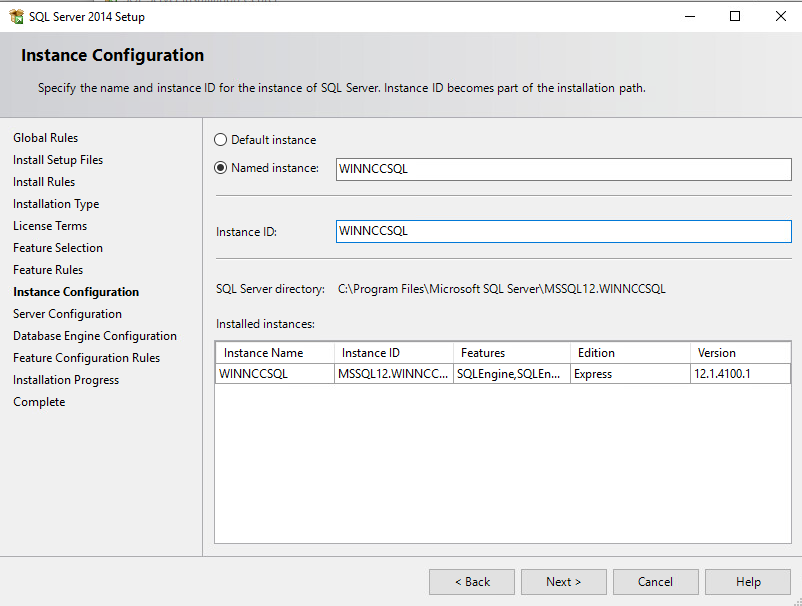 SQL Server 2014 Setup
Instance Configuration
Specify the name and instance ID for the instance of SQL Server. Instance ID becomes part of the installation path.
Global Rules
Install Setup Files
Install Rules
Installation Type
License Terms
Feature Selection
Feature Rules
Instance Configuration
Server Configuration
Database Engine Configuration
Feature Configuration Rules
Installation Progress
Complete
Default instance
Named instance: WINNCCSQL
Instance ID: WINNCCSQL
SQL Server directory: C:\Program Files\Microsoft SQL Server\MSSQL12.WINNCCSQL
Installed instances:
Instance Name Instance ID Features Edition Version
WINNCCSQL MSSQL12.WINNCC... SQLEngine,SQLEn... Express 12.1.4100.1
< Back Next > Cancel Help